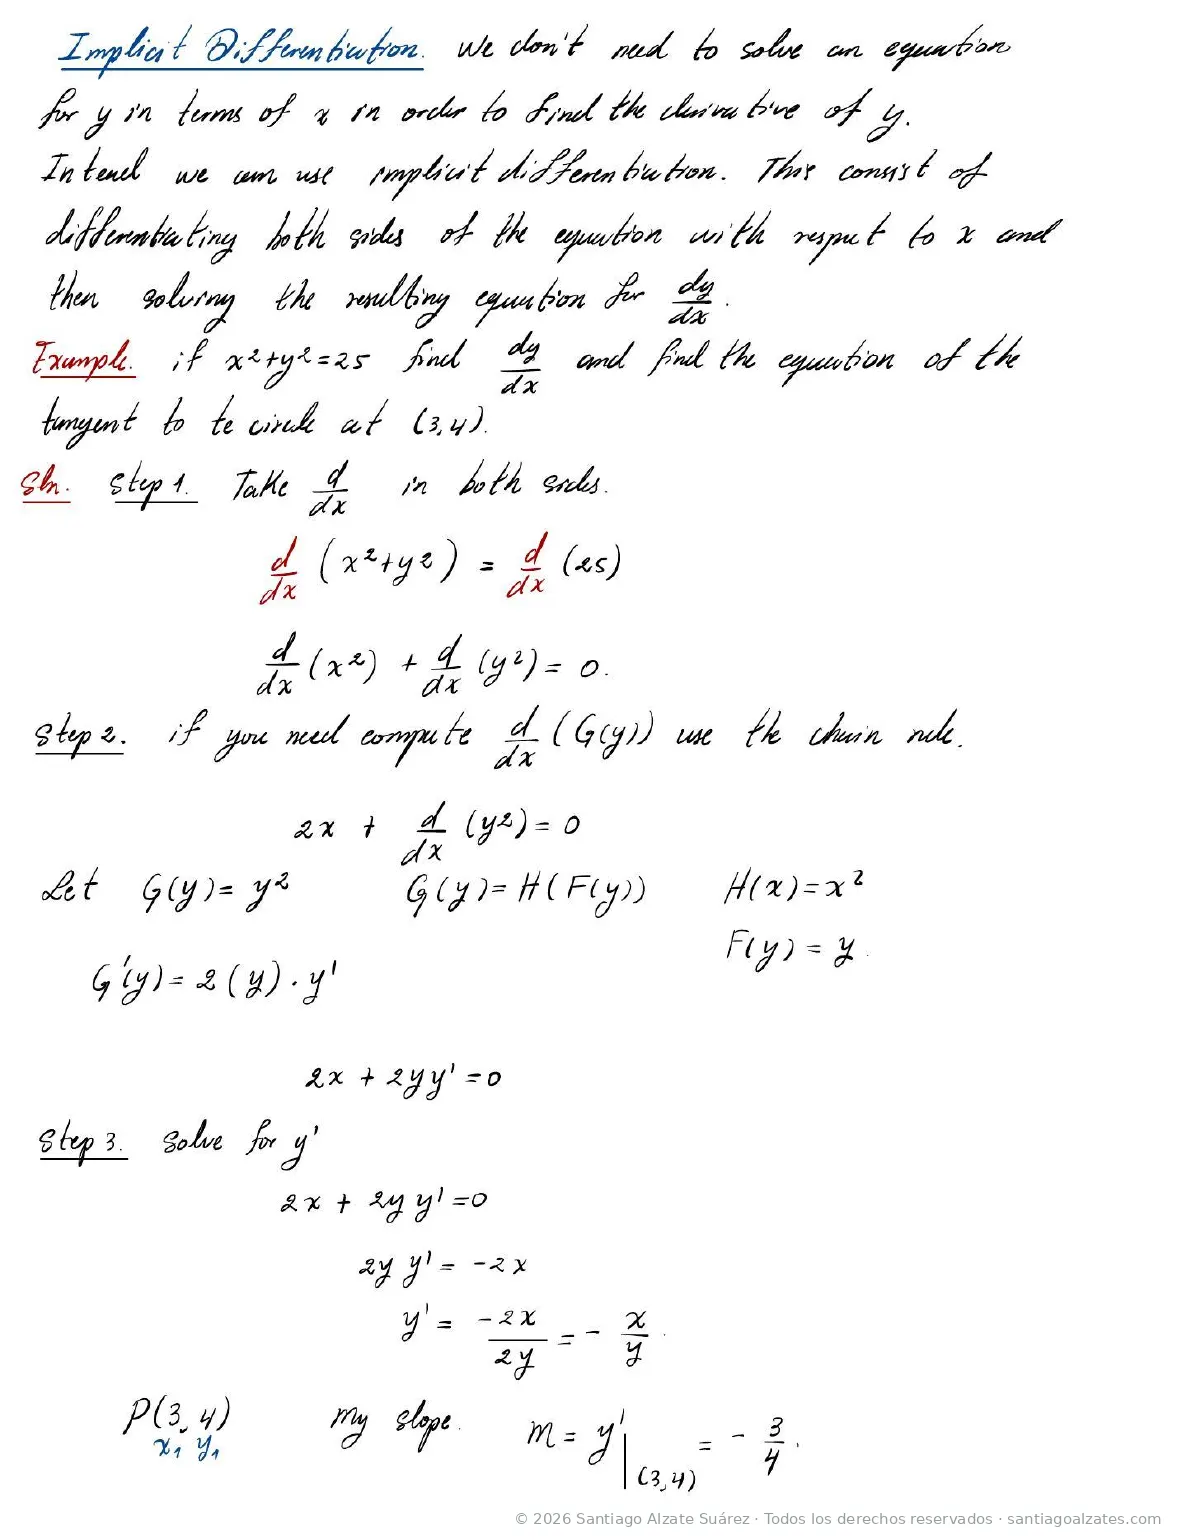 Implicit Differentiation. We don't need to solve an equation
for y in terms of x in order to find the derivative of y.
Intead we can use implicit differentiation. This consist of
differentiating both sides of the equation with respect to x and
then solving the resulting equation for dy/dx.
Example. if x²+y²=25 find dy/dx and find the equation of the
tangent to te circle at (3,4).
Sln. Step 1. Take d/dx in both sides.
d/dx (x²+y²) = d/dx (25)
d/dx (x²) + d/dx (y²) = 0.
Step 2. if you need compute d/dx (G(y)) use the chain rule.
2x + d/dx (y²) = 0
Let G(y) = y² G(y) = H(F(y)) H(x) = x²
F(y) = y.
G'(y) = 2(y) · y'
2x + 2yy' = 0
Step 3. Solve for y'
2x + 2y y' = 0
2y y' = -2x
y' = -2x/2y = - x/y.
P(3,4) My slope. m = y'|(3,4) = - 3/4.
x₁ y₁
© 2026 Santiago Alzate Suárez · Todos los derechos reservados · santiagoalzates.com